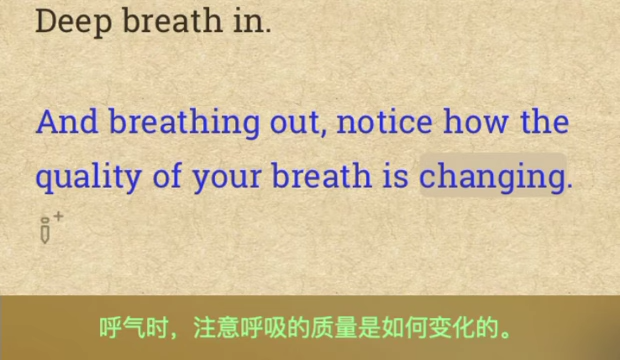 Deep breath in.
And breathing out, notice how the
quality of your breath is changing.
呼气时，注意呼吸的质量是如何变化的。